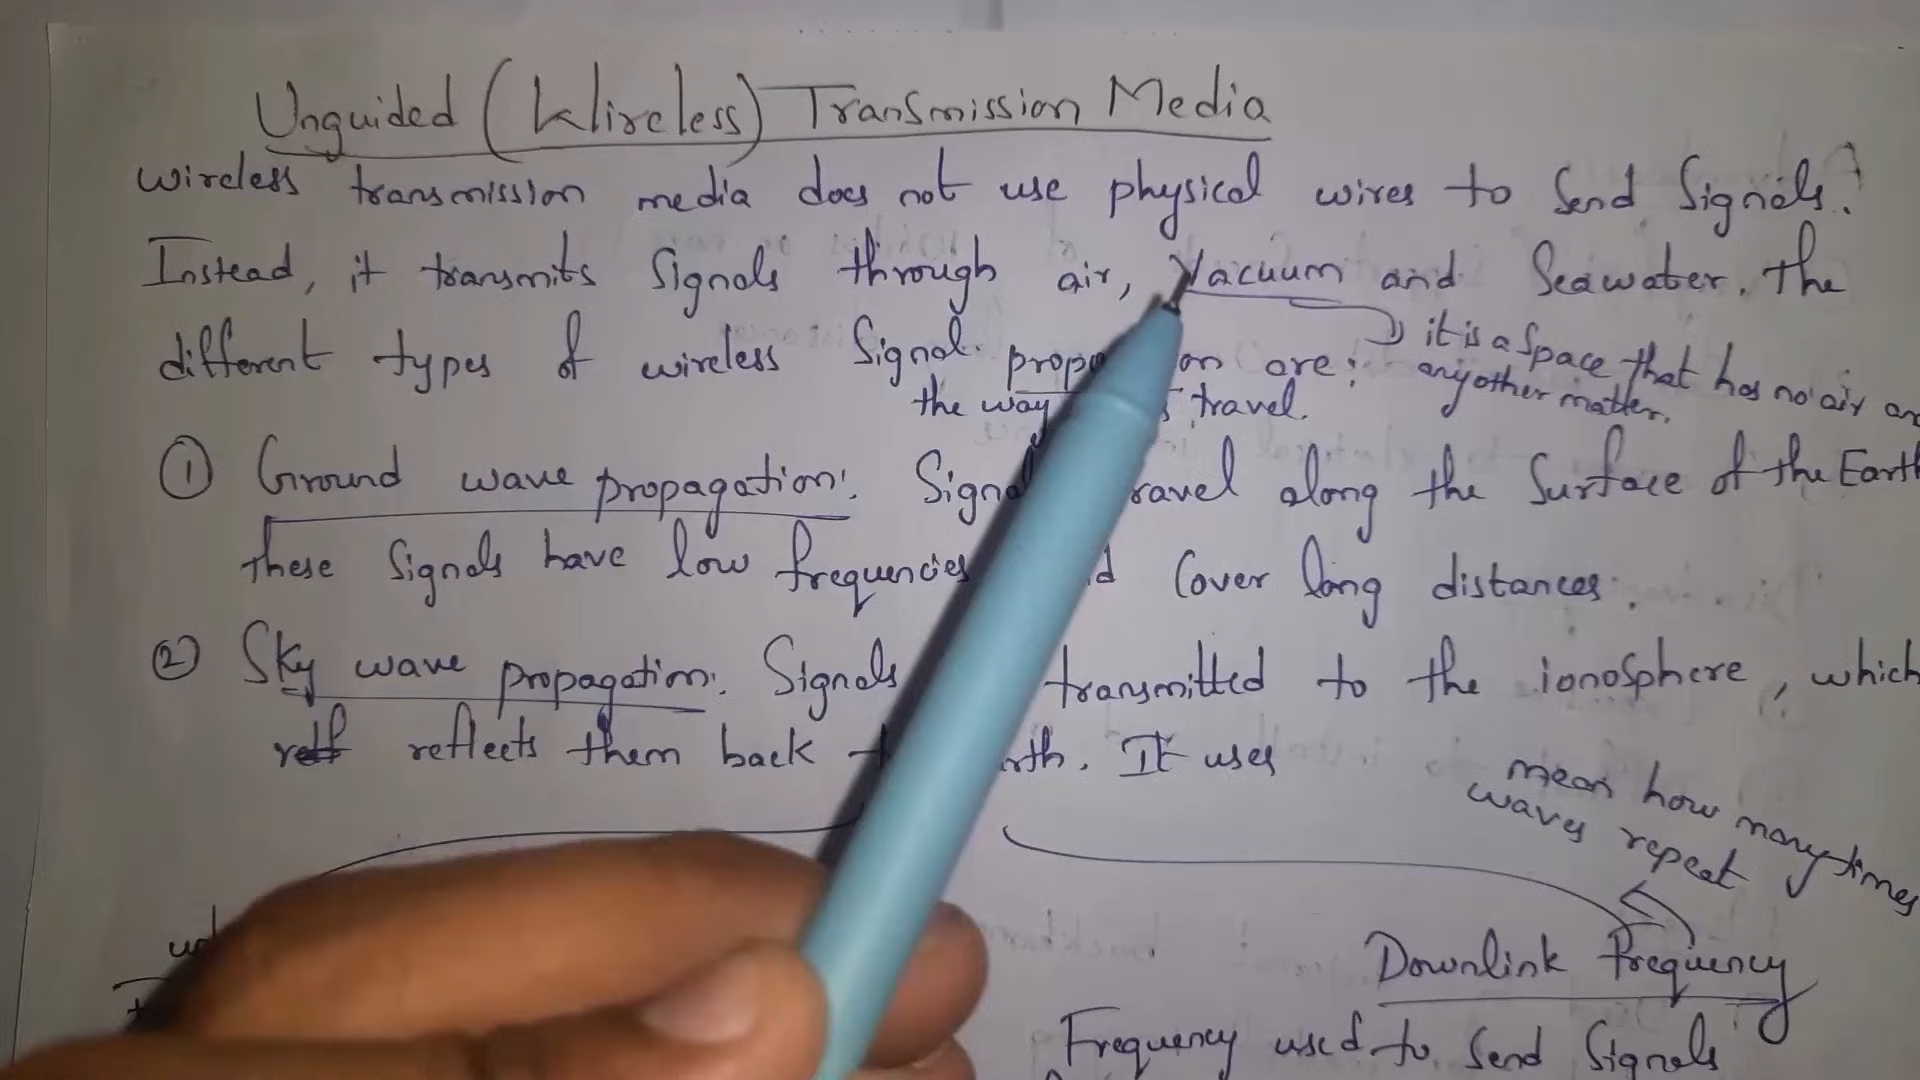 Unguided (Wireless) Transmission Media
wireless transmission media does not use physical wires to Send Signals.
Instead, it transmits Signals through air, Vacuum and Seawater. The
it is a space that has no air
different types of wireless Signal are:
any other matter.
the way travel.
① Ground wave propagation: along the Surface of the
these Signals have low frequencies Cover long distances.
② Sky wave propagation: Signals transmitted to the ionosphere, which
reflects them back It uses
mean how many times
waves repeat
Downlink frequency
Frequency used to Send Signals